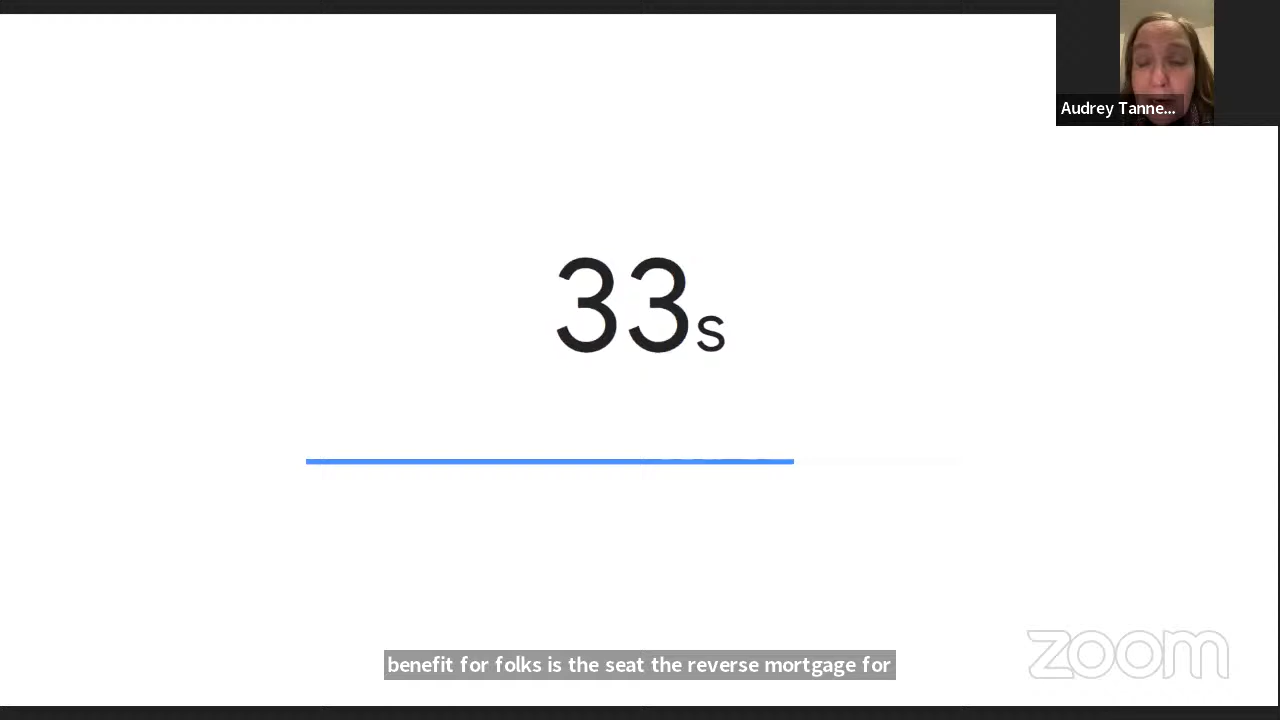 Audrey Tanne...
33s
benefit for folks is the seat the reverse mortgage for
zoom